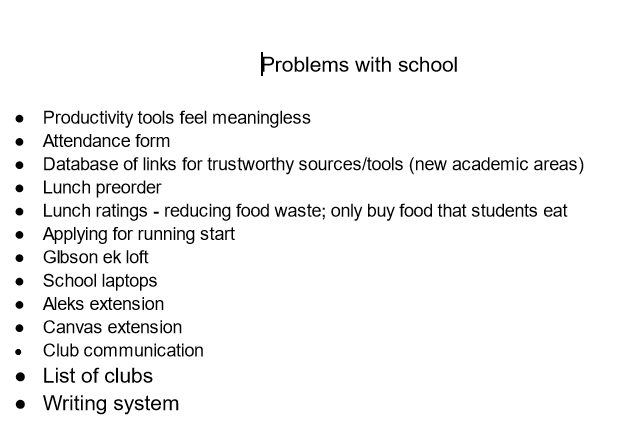 Problems with school
● Productivity tools feel meaningless
● Attendance form
● Database of links for trustworthy sources/tools (new academic areas)
● Lunch preorder
● Lunch ratings - reducing food waste; only buy food that students eat
● Applying for running start
● GIbson ek loft
● School laptops
● Aleks extension
● Canvas extension
● Club communication
● List of clubs
● Writing system